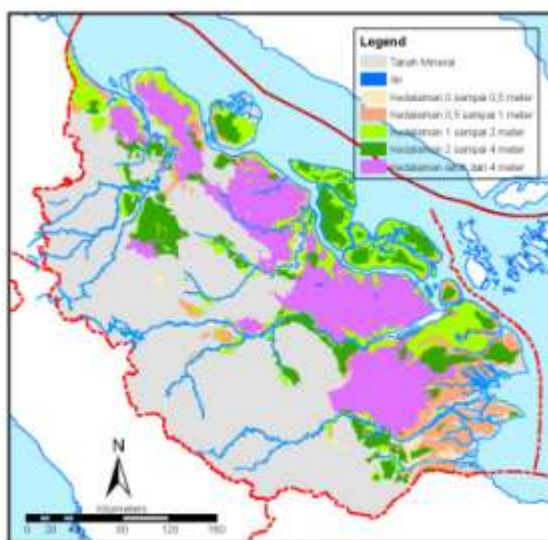 Legend
Tanah Mineral
Air
Kedalaman 0 sampai 0,5 meter
Kedalaman 0,5 sampai 1 meter
Kedalaman 1 sampai 2 meter
Kedalaman 2 sampai 4 meter
Kedalaman lebih dari 4 meter
N
Kilometers
0 20 40 80 120 160